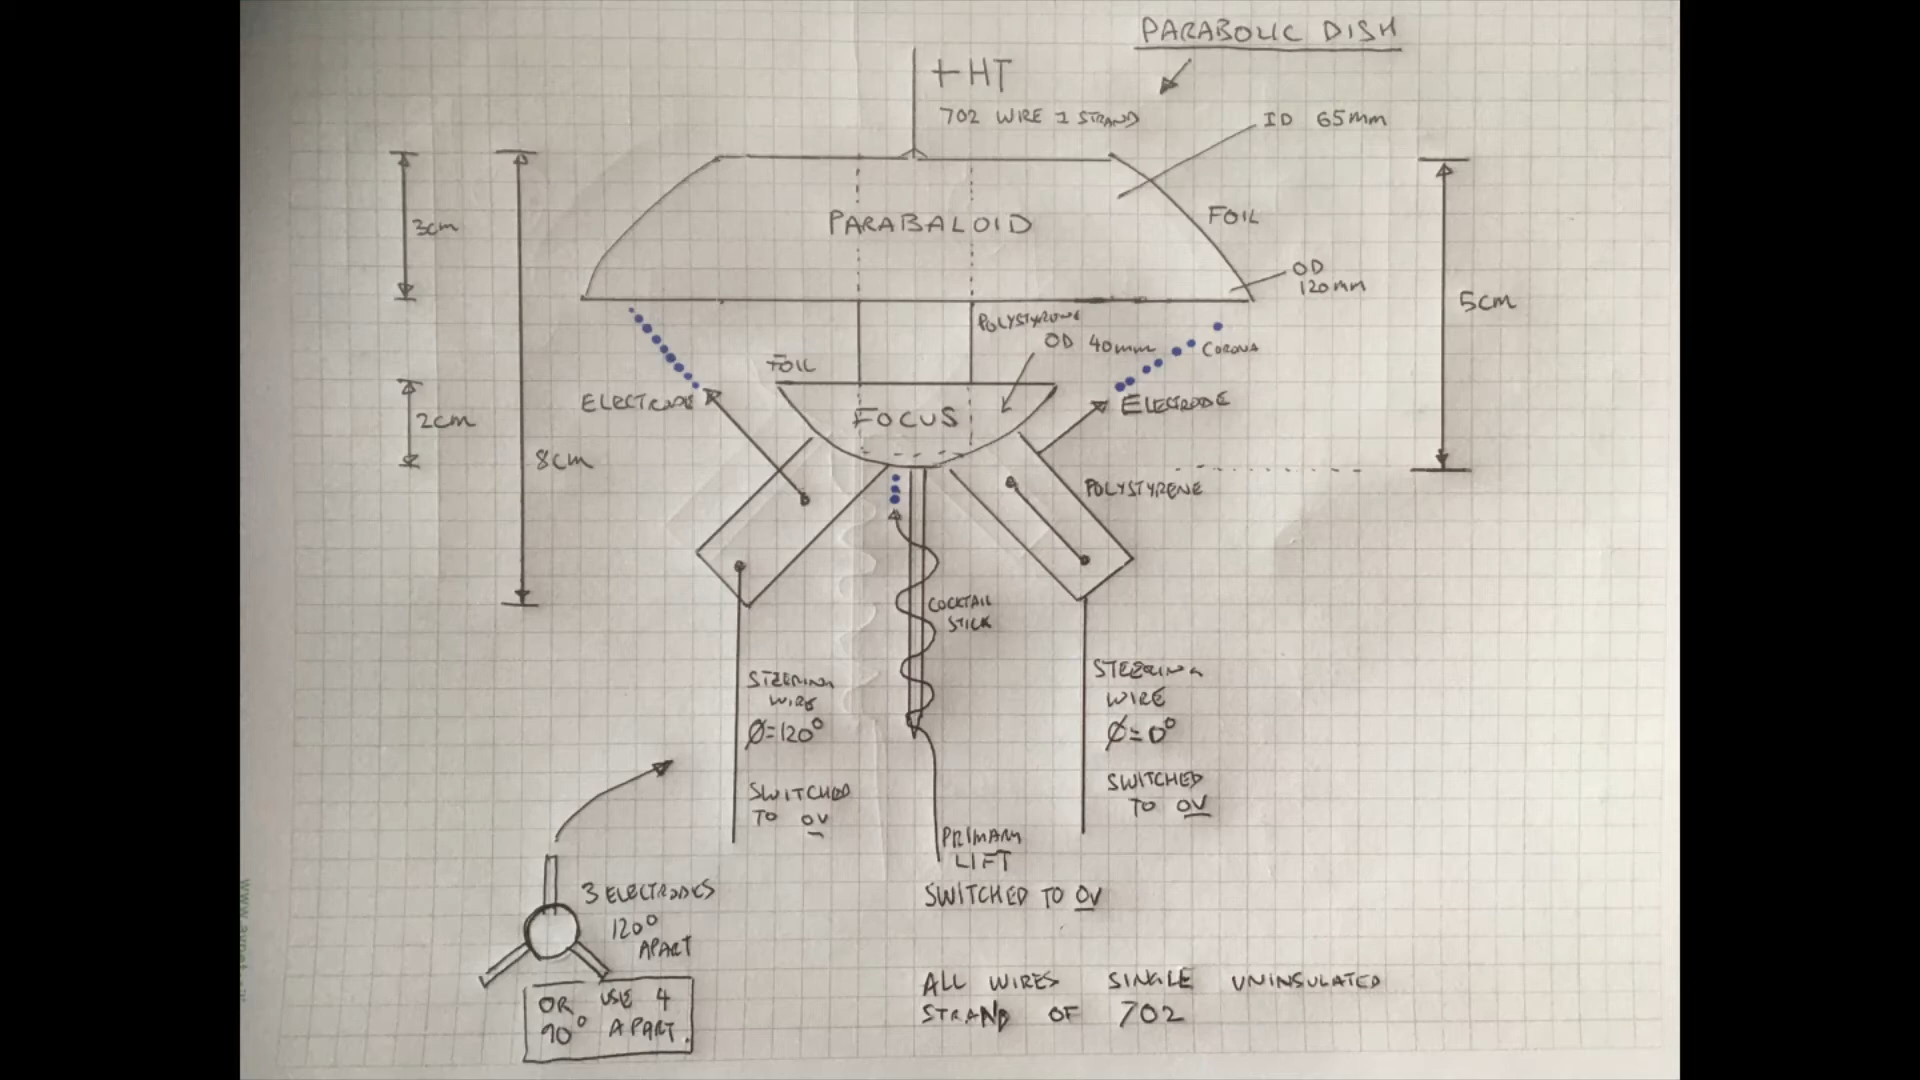 PARABOLIC DISH
+HT
702 WIRE 1 STRAND
ID 65mm
3cm
PARABALOID
FOIL
OD
120mm
5cm
POLYSTYRENE
OD 40mm
CORONA
FOIL
ELECTRODE
ELECTRODE
2cm
FOCUS
8cm
POLYSTYRENE
COCKTAIL
STICK
STEERING
WIRE
Ø=120°
SWITCHED
TO 0V
STEERING
WIRE
Ø=0°
SWITCHED
TO 0V
PRIMARY
LIFT
SWITCHED TO 0V
3 ELECTRODES
120°
APART
OR USE 4
90° APART.
ALL WIRES SINGLE UNINSULATED
STRAND OF 702